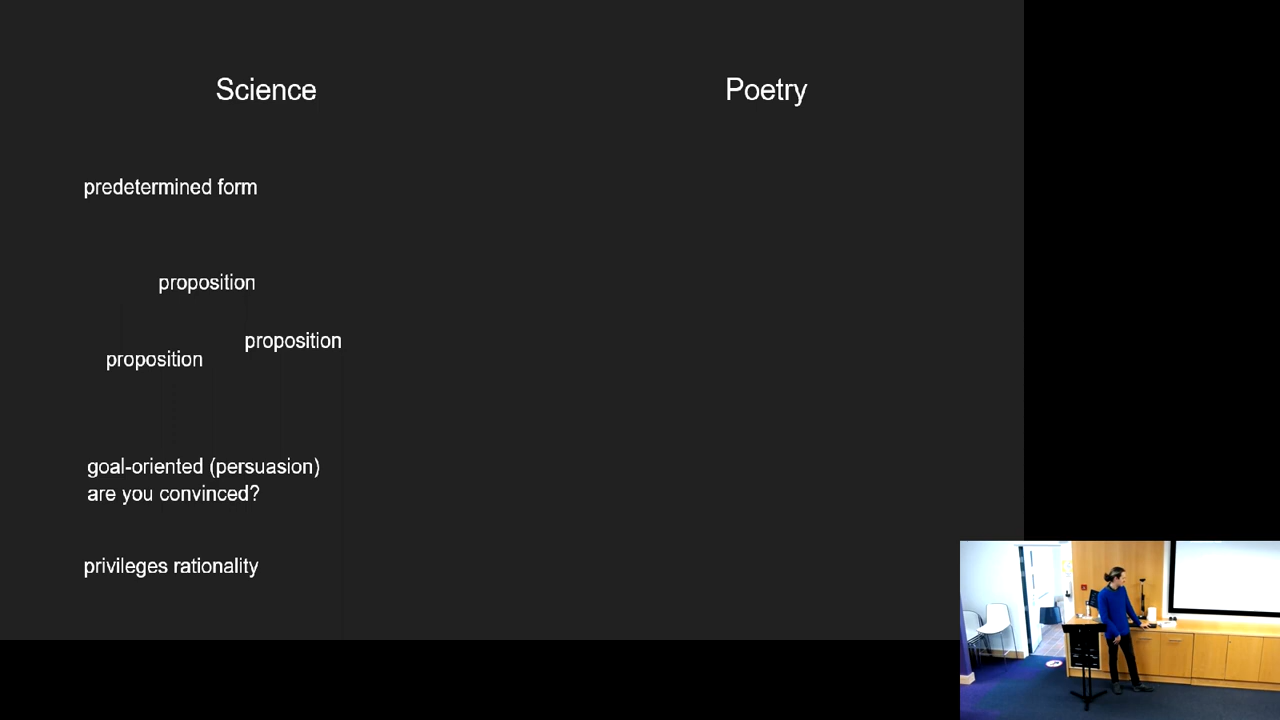 Science
Poetry
predetermined form
proposition
proposition
proposition
goal-oriented (persuasion)
are you convinced?
privileges rationality